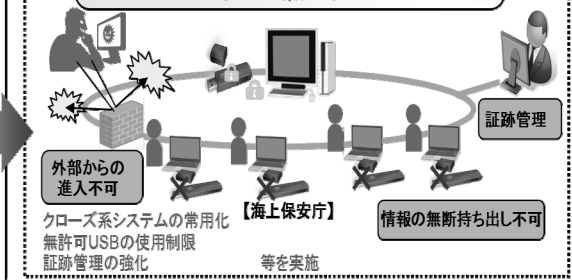 証跡管理
外部からの
進入不可
【海上保安庁】
情報の無断持ち出し不可
クローズ系システムの常用化
無許可USBの使用制限
証跡管理の強化 等を実施